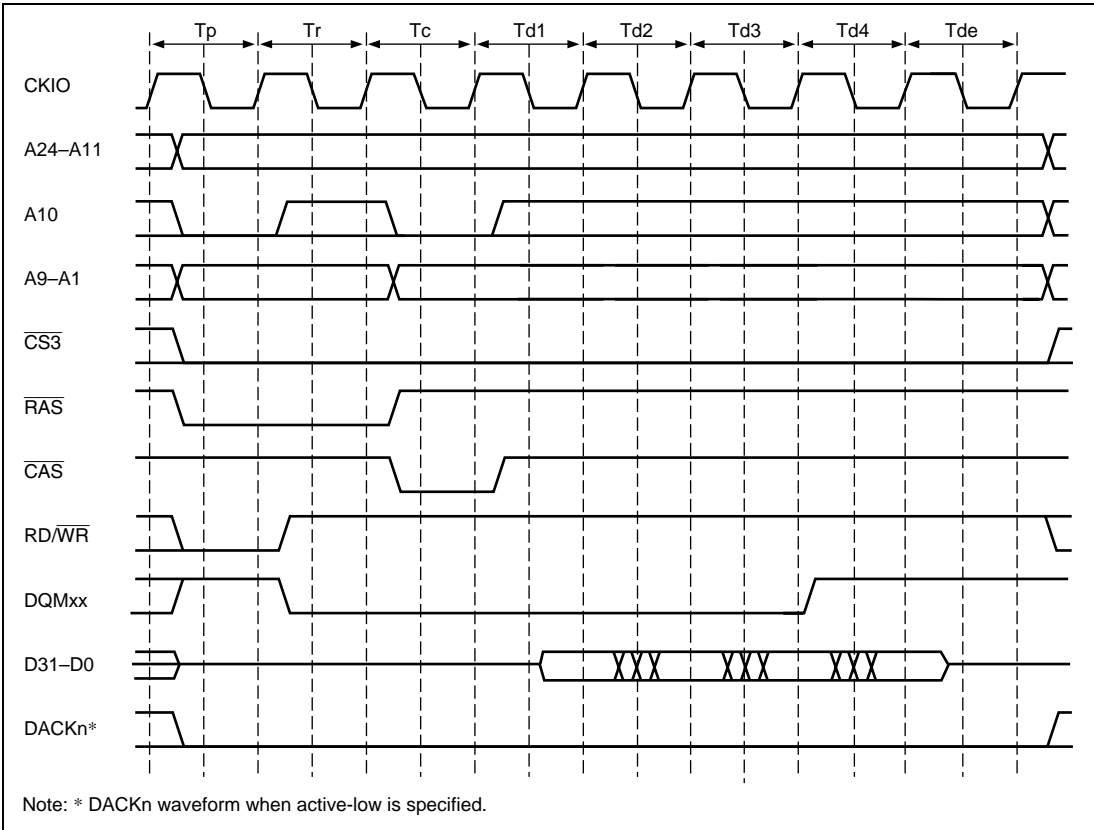 Tp Tr Tc Td1 Td2 Td3 Td4 Tde
CKIO
A24–A11
A10
A9–A1
CS3
RAS
CAS
RD/WR
DQMxx
D31–D0
DACKn*
Note: * DACKn waveform when active-low is specified.